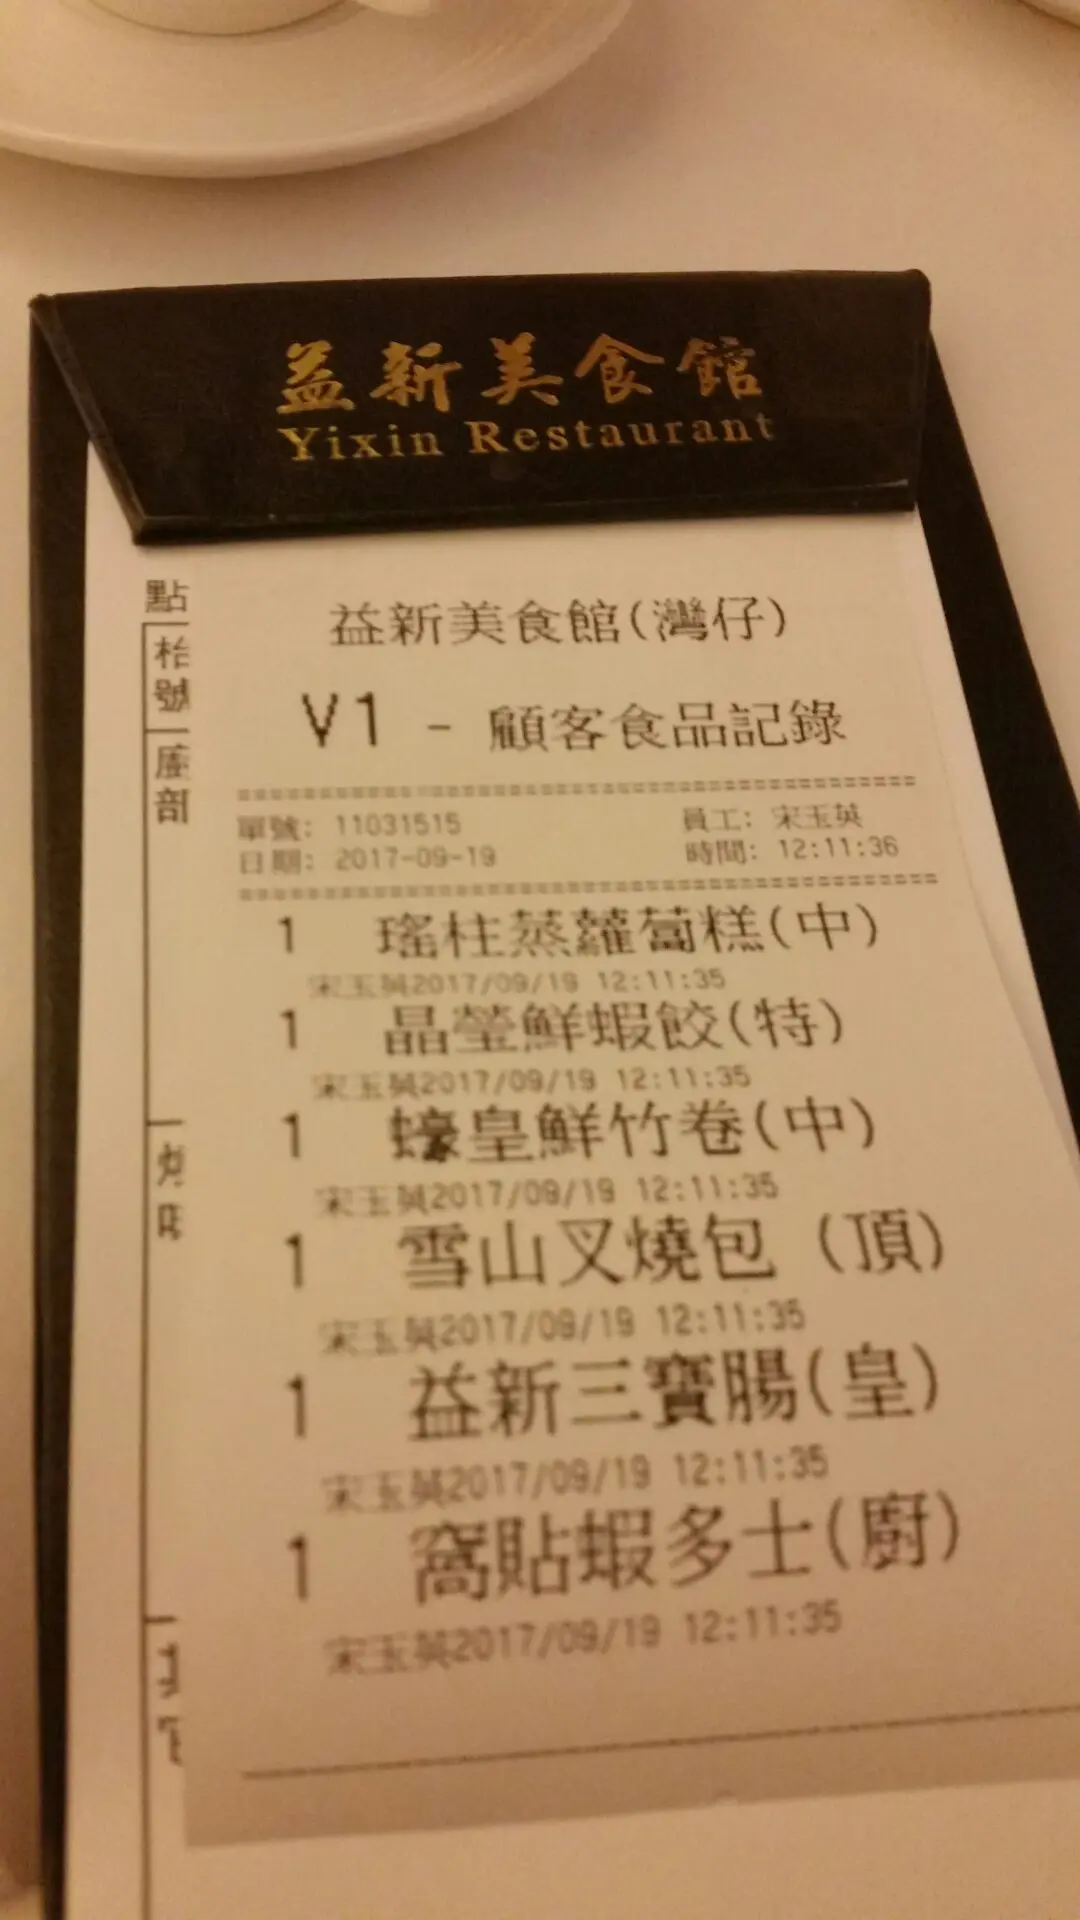 益新美食館
Yixin Restaurant
點
枱
號
部
益新美食館(灣仔)
V1 - 顧客食品記錄
單號: 11031515 員工: 宋玉英
日期: 2017-09-19 時間: 12:11:36
1 瑤柱蒸蘿蔔糕(中)
宋玉英2017/09/19 12:11:35
1 晶瑩鮮蝦餃(特)
宋玉英2017/09/19 12:11:35
1 蠔皇鮮竹卷(中)
宋玉英2017/09/19 12:11:35
1 雪山叉燒包 (頂)
宋玉英2017/09/19 12:11:35
1 益新三寶腸(皇)
宋玉英2017/09/19 12:11:35
1 窩貼蝦多士(廚)
宋玉英2017/09/19 12:11:35